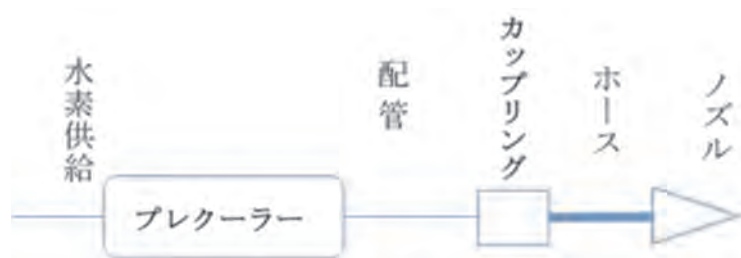 水素供給
プレクーラー
配管
カップリング
ホース
ノズル